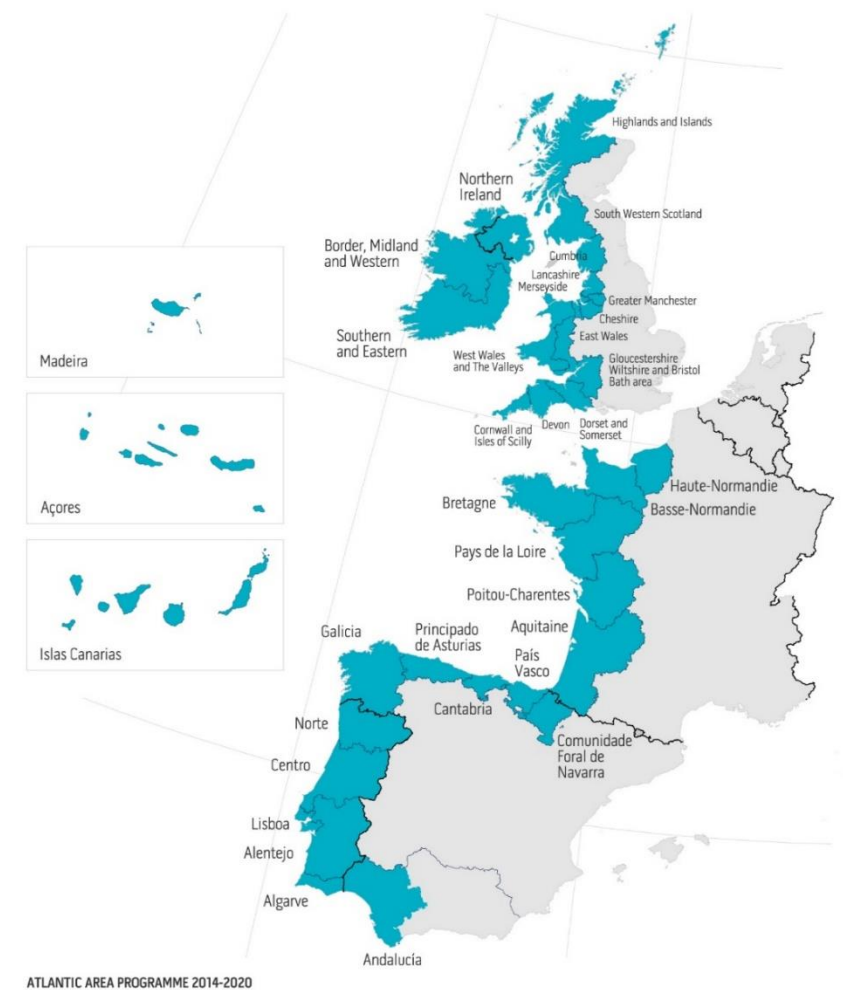 Highlands and Islands
Northern
Ireland
South Western Scotland
Border, Midland
and Western
Cumbria
Lancashire
Merseyside
Greater Manchester
Cheshire
Southern
and Eastern
East Wales
West Wales
and The Valleys
Gloucestershire
Wiltshire and Bristol
Bath area
Cornwall and
Isles of Scilly
Devon
Dorset and
Somerset
Madeira
Açores
Islas Canarias
Haute-Normandie
Basse-Normandie
Bretagne
Pays de la Loire
Poitou-Charentes
Aquitaine
País
Vasco
Galicia
Principado
de Asturias
Cantabria
Comunidade
Foral de
Navarra
Norte
Centro
Lisboa
Alentejo
Algarve
Andalucía
ATLANTIC AREA PROGRAMME 2014-2020